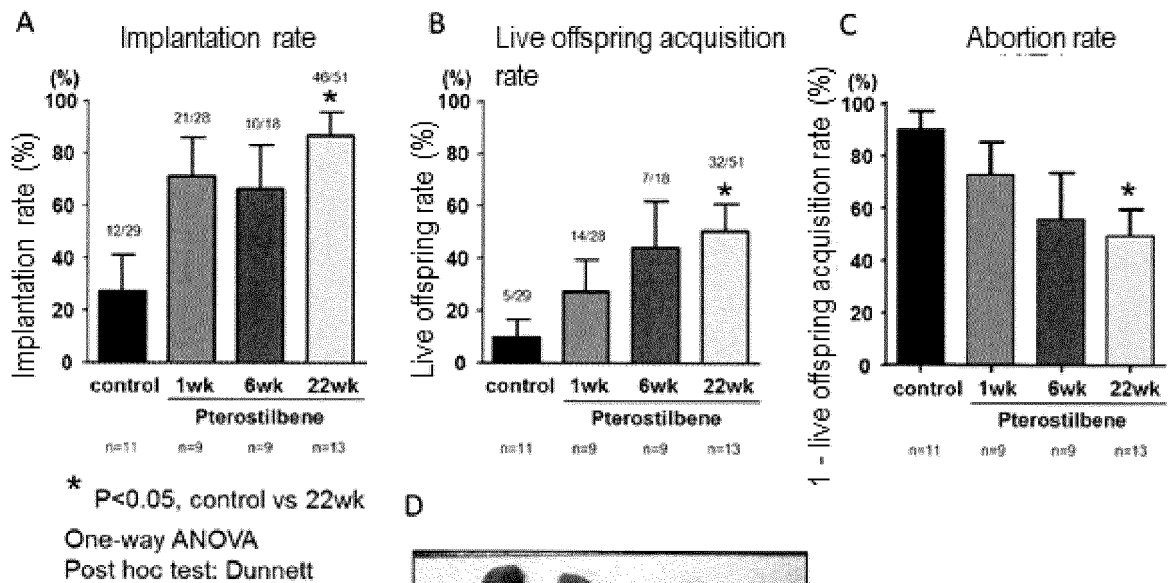 A
Implantation rate
(%)
Implantation rate (%)
100
80
60
40
20
0
12/29
21/28
10/18
46/51
*
control 1wk 6wk 22wk
Pterostilbene
n=11 n=9 n=9 n=13
B
Live offspring acquisition
rate
(%)
Live offspring rate (%)
100
80
60
40
20
0
5/29
14/28
7/18
32/51
*
control 1wk 6wk 22wk
Pterostilbene
n=11 n=9 n=9 n=13
C
Abortion rate
(%)
1 - live offspring acquisition rate (%)
100
80
60
40
20
0
*
control 1wk 6wk 22wk
Pterostilbene
n=11 n=9 n=9 n=13
* P<0.05, control vs 22wk
One-way ANOVA
Post hoc test: Dunnett
D